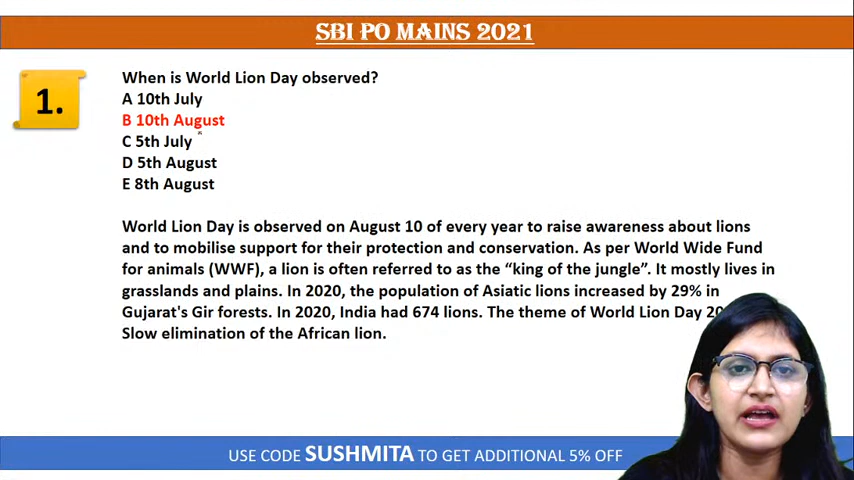 SBI PO MAINS 2021
1.
When is World Lion Day observed?
A 10th July
B 10th August
C 5th July
D 5th August
E 8th August
World Lion Day is observed on August 10 of every year to raise awareness about lions
and to mobilise support for their protection and conservation. As per World Wide Fund
for animals (WWF), a lion is often referred to as the “king of the jungle”. It mostly lives in
grasslands and plains. In 2020, the population of Asiatic lions increased by 29% in
Gujarat's Gir forests. In 2020, India had 674 lions. The theme of World Lion Day
Slow elimination of the African lion.
USE CODE SUSHMITA TO GET ADDITIONAL 5% OFF